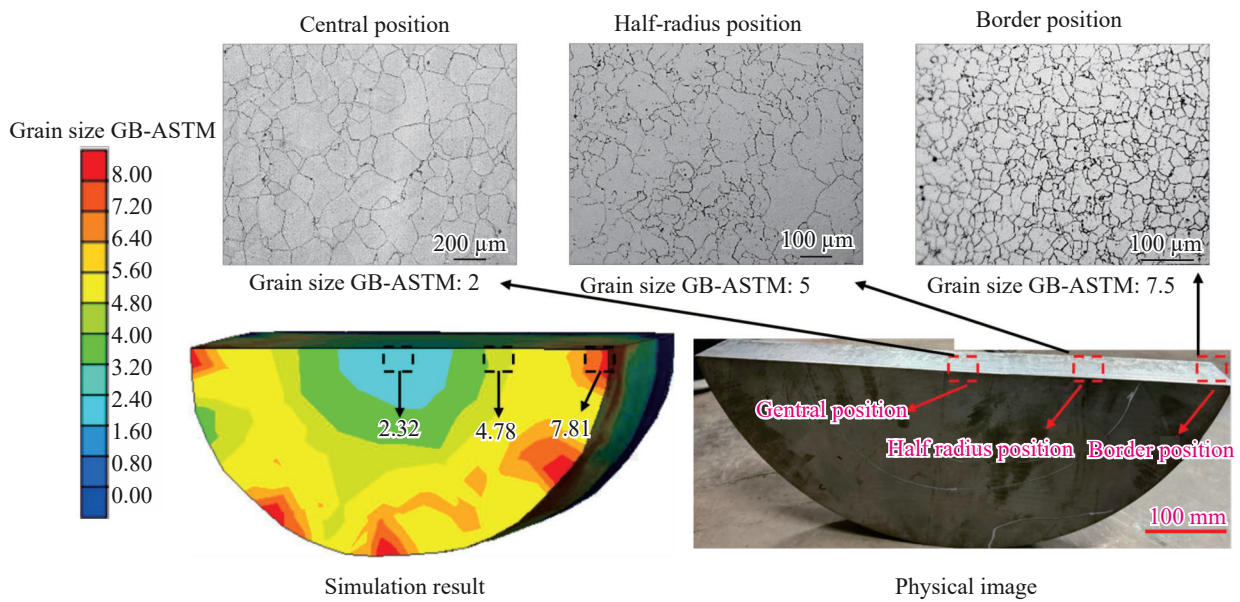 Central position
Half-radius position
Border position
200 μm
100 μm
100 μm
Grain size GB-ASTM: 2
Grain size GB-ASTM: 5
Grain size GB-ASTM: 7.5
Grain size GB-ASTM
8.00
7.20
6.40
5.60
4.80
4.00
3.20
2.40
1.60
0.80
0.00
2.32
4.78
7.81
Gentral position
Half radius position
Border position
100 mm
Simulation result
Physical image